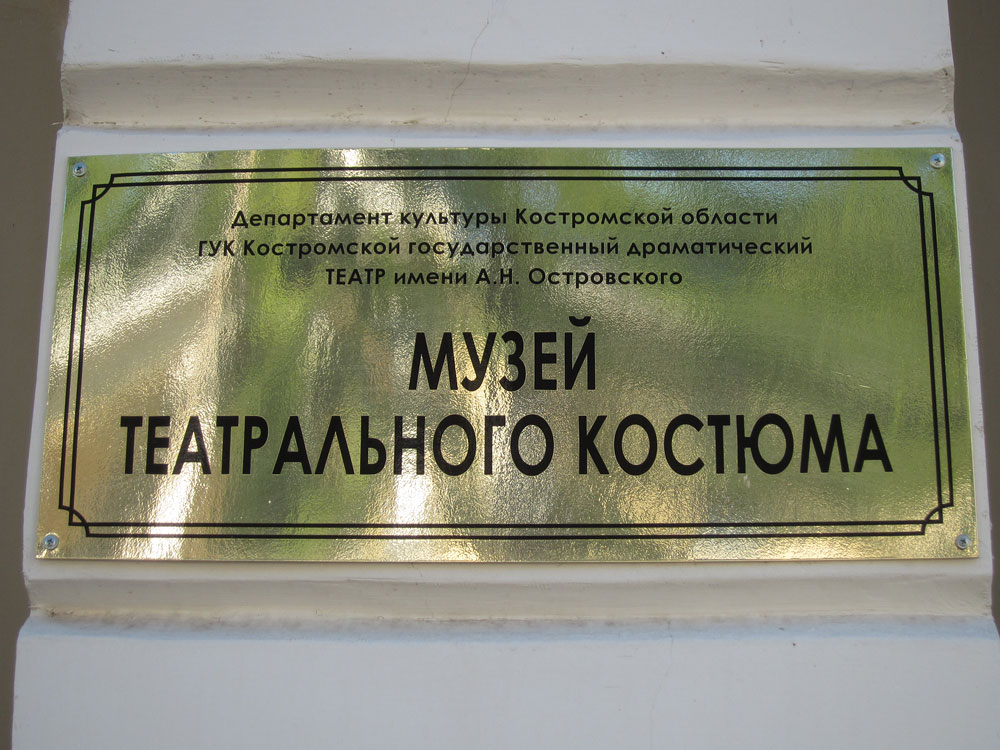 Департамент культуры Костромской области
ГУК Костромской государственный драматический
ТЕАТР имени А.Н. Островского
МУЗЕЙ
ТЕАТРАЛЬНОГО КОСТЮМА